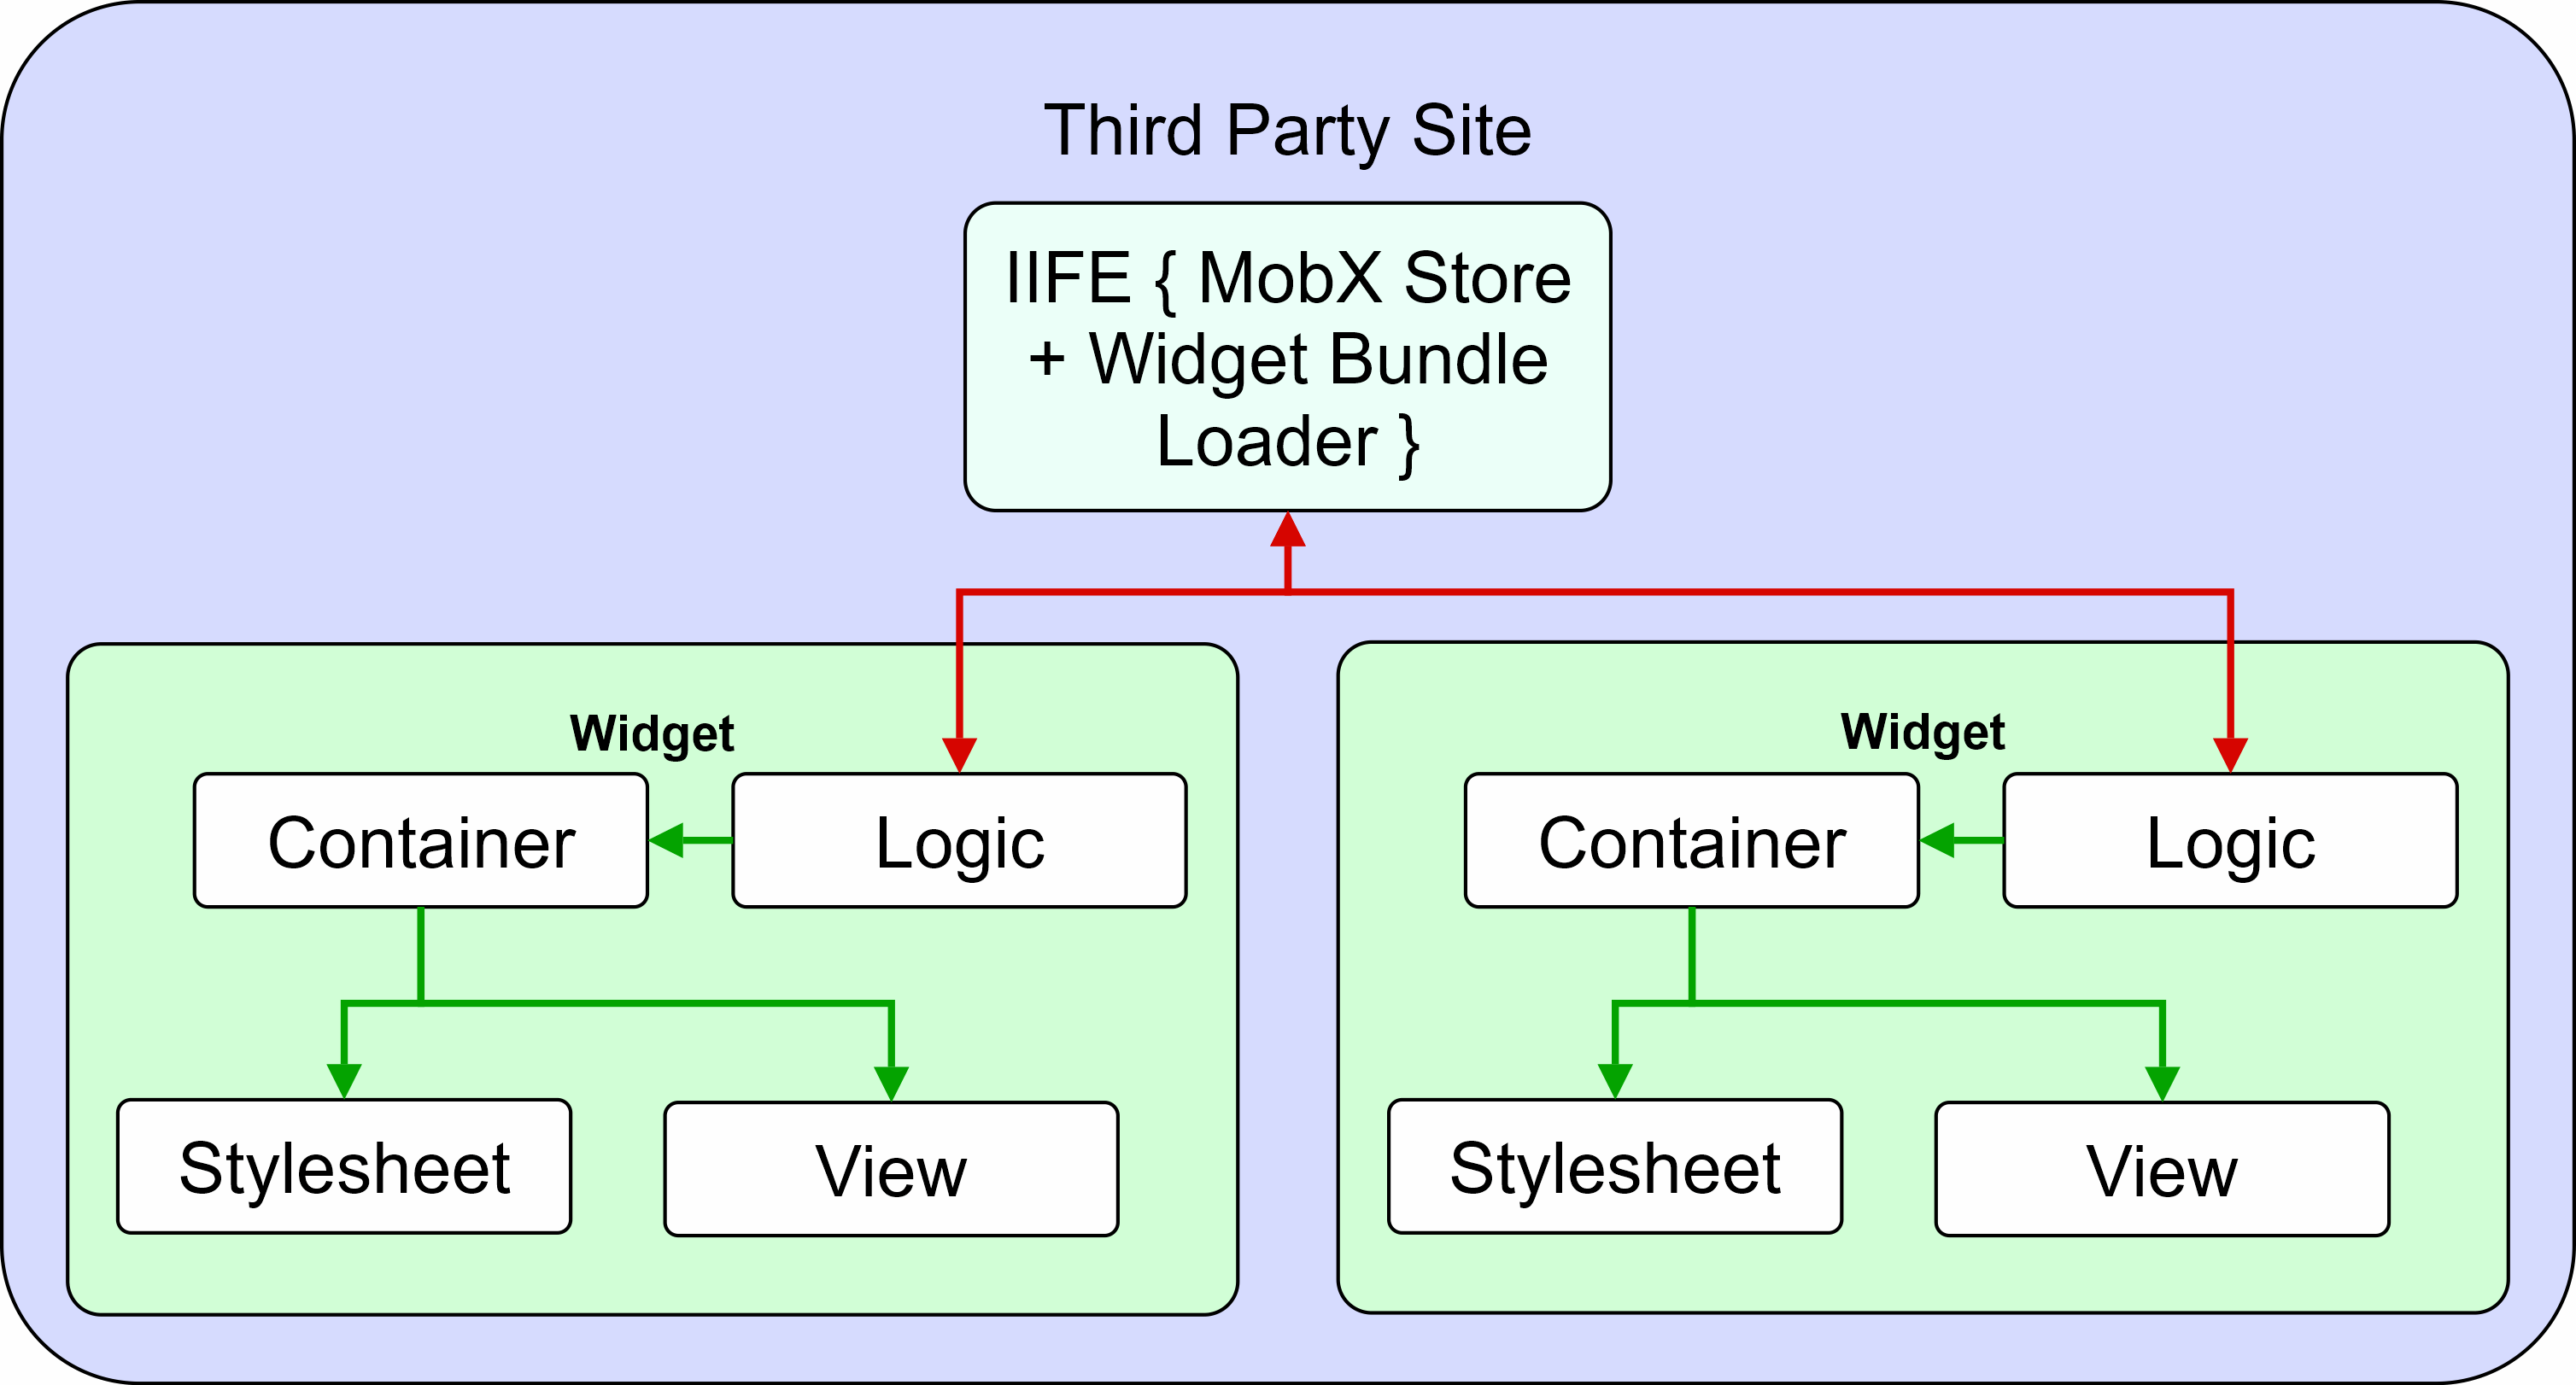 Third Party Site
IIFE { MobX Store
+ Widget Bundle
Loader }
Widget
Container
Logic
Stylesheet
View
Widget
Container
Logic
Stylesheet
View